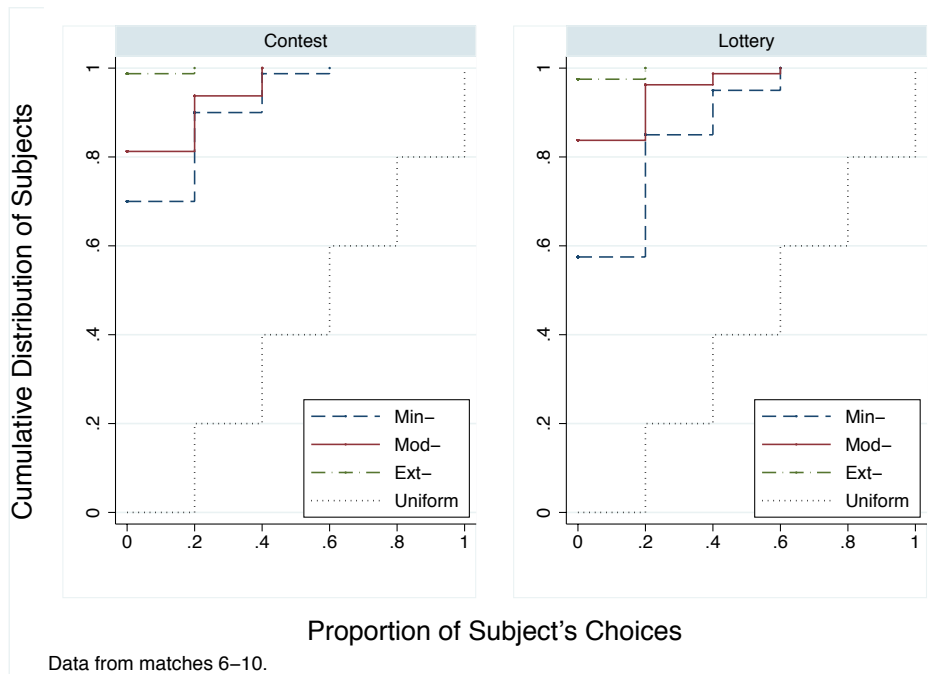 Contest
Lottery
Cumulative Distribution of Subjects
1
.8
.6
.4
.2
0
0 .2 .4 .6 .8 1
Min–
Mod–
Ext–
Uniform
1
.8
.6
.4
.2
0
0 .2 .4 .6 .8 1
Min–
Mod–
Ext–
Uniform
Proportion of Subject's Choices
Data from matches 6–10.